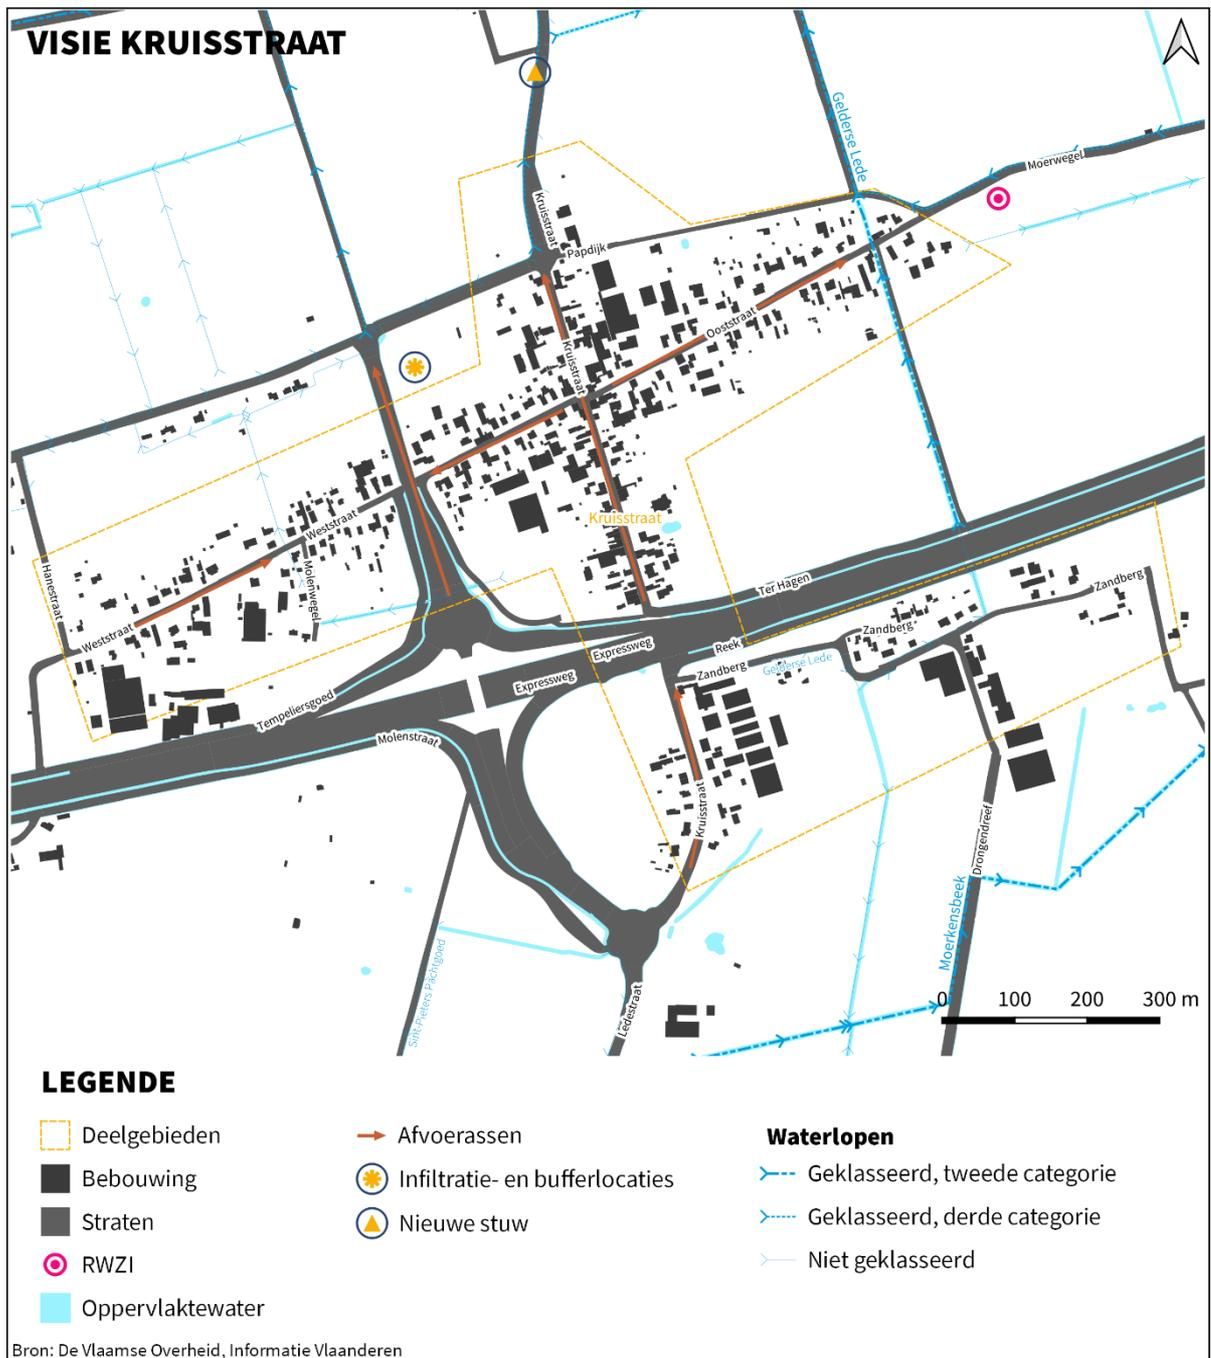 VISIE KRUISSTRAAT
Gelderse Lede
Moerwegel
Kruisstraat
Papdijk
Ooststraat
Kruisstraat
Kruisstraat
Weststraat
Molenwegel
Hanestraat
Weststraat
Ter Hagen
Zandberg
Zandberg
Expressweg
Reek
Zandberg
Gelderse Lede
Expressweg
Tempeliersgoed
Molenstraat
Kruisstraat
Drongendreef
Moerkensbeek
Sint-Pieters Pachtgoed
Ledestraat
0 100 200 300 m
LEGENDE
Deelgebieden
Bebouwing
Straten
RWZI
Oppervlaktewater
Afvoerassen
Infiltratie- en bufferlocaties
Nieuwe stuw
Waterlopen
Geklasseerd, tweede categorie
Geklasseerd, derde categorie
Niet geklasseerd
Bron: De Vlaamse Overheid, Informatie Vlaanderen